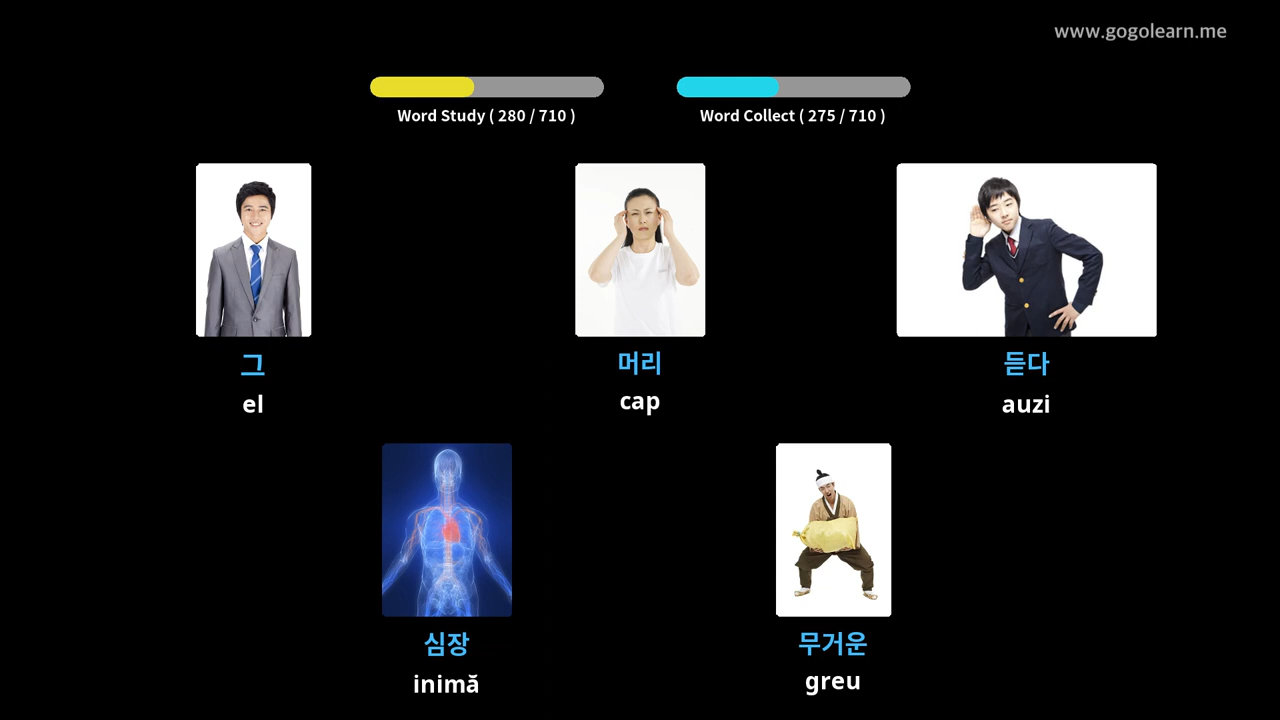 www.gogolearn.me
Word Study ( 280 / 710 )
Word Collect ( 275 / 710 )
그
el
머리
cap
듣다
auzi
심장
inimă
무거운
greu